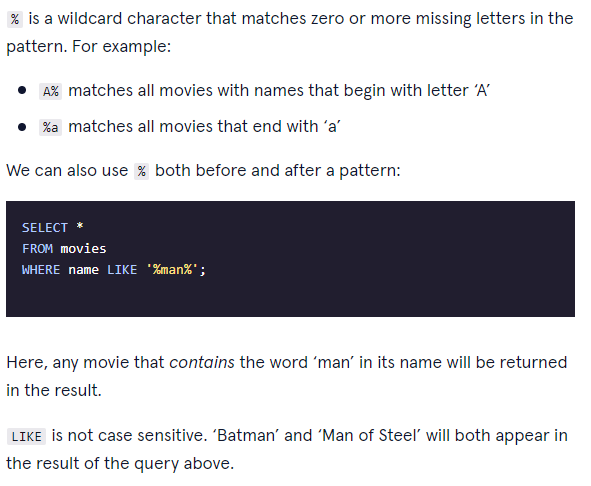 % is a wildcard character that matches zero or more missing letters in the
pattern. For example:
• A% matches all movies with names that begin with letter ‘A’
• %a matches all movies that end with ‘a’
We can also use % both before and after a pattern:
SELECT *
FROM movies
WHERE name LIKE '%man%';
Here, any movie that contains the word ‘man’ in its name will be returned
in the result.
LIKE is not case sensitive. ‘Batman’ and ‘Man of Steel’ will both appear in
the result of the query above.